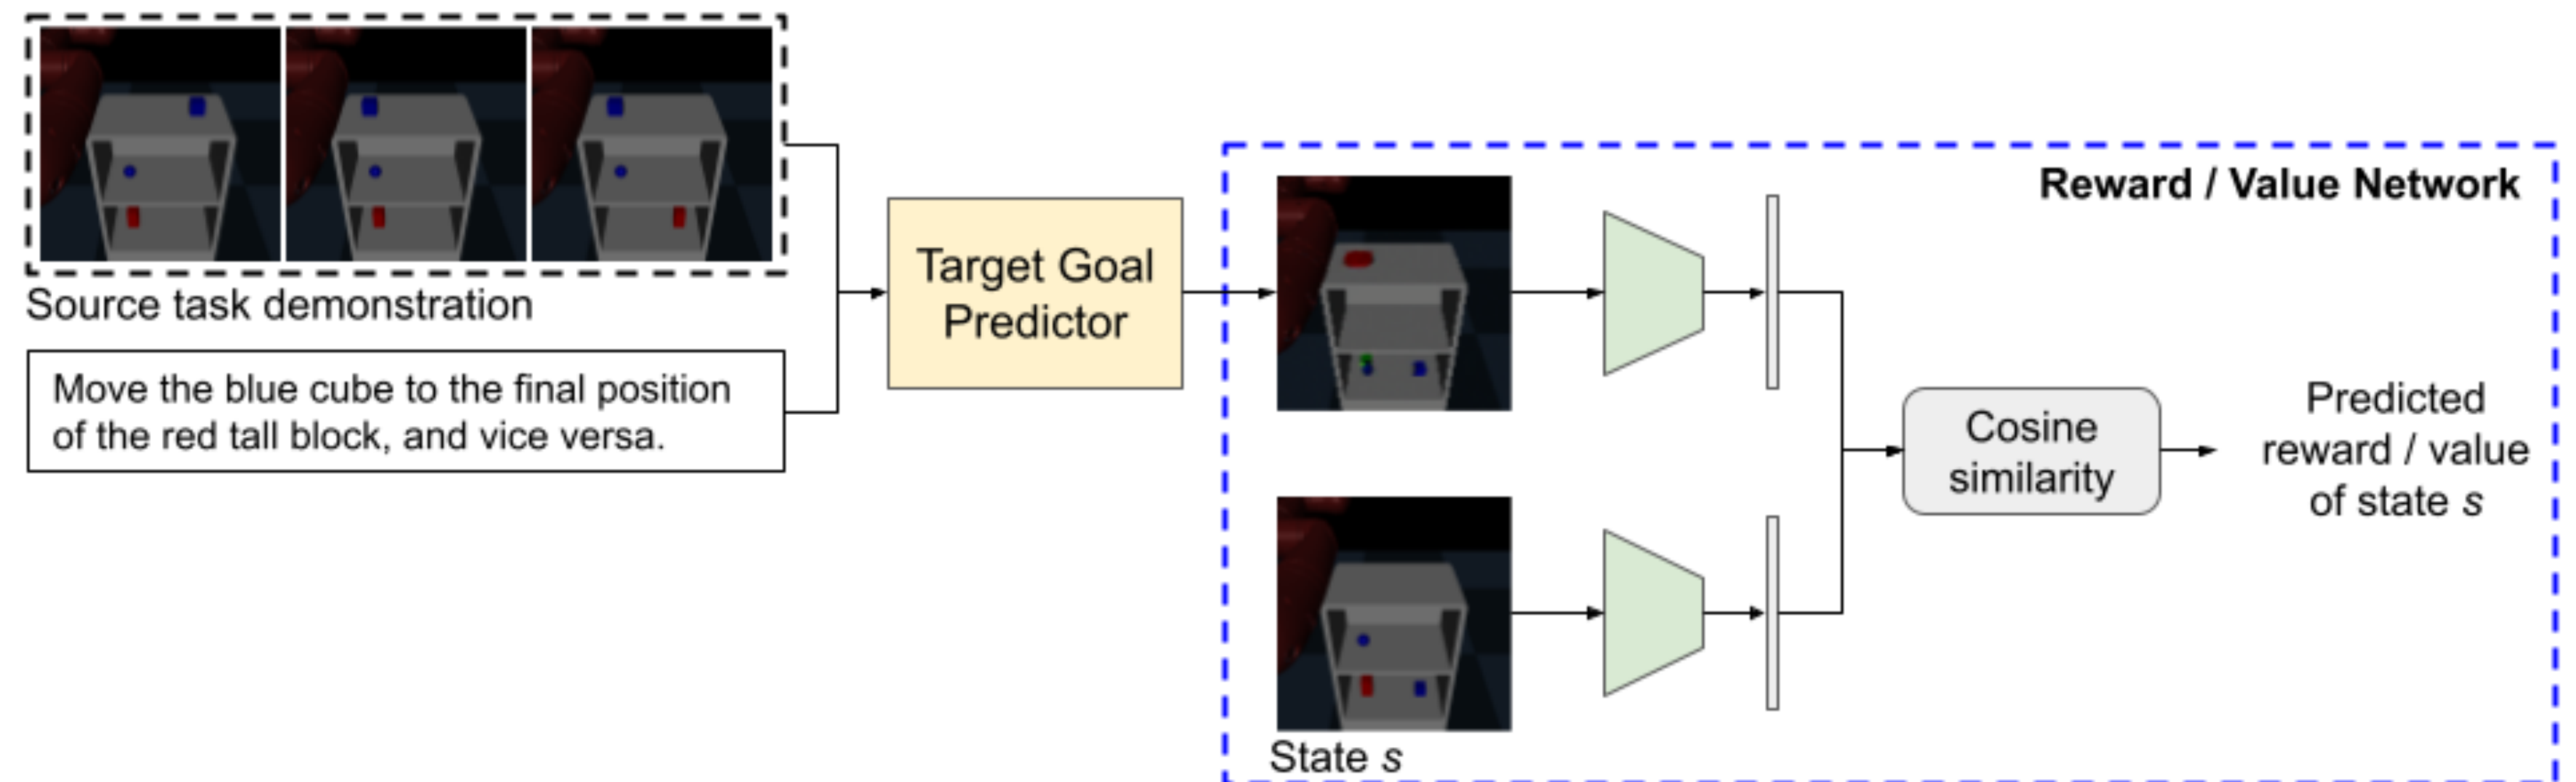 Source task demonstration
Move the blue cube to the final position
of the red tall block, and vice versa.
Target Goal
Predictor
Reward / Value Network
State s
Cosine
similarity
Predicted
reward / value
of state s